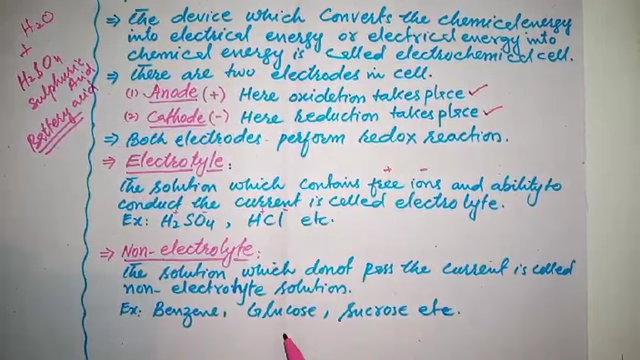 H₂O
+
H₂SO₄
Sulphuric
Acid
Battery acid
⇒ The device which converts the chemical energy
into electrical energy or electrical energy into
chemical energy is called electrochemical cell.
⇒ There are two electrodes in cell.
(1) Anode (+) Here oxidetion takes place ✓
(2) Cathode (-) Here reduction takes place ✓
⇒ Both electrodes perform redox reaction.
⇒ Electrotyle :
+ -
The solution which contains free ions and ability to
conduct the current is called electrolyte.
Ex: H₂SO₄, HCl etc.
⇒ Non-electrolyte:
The solution which donot pass the current is called
non-electrotyte solution.
Ex: Benzene, Glucose, Sucrose etc.